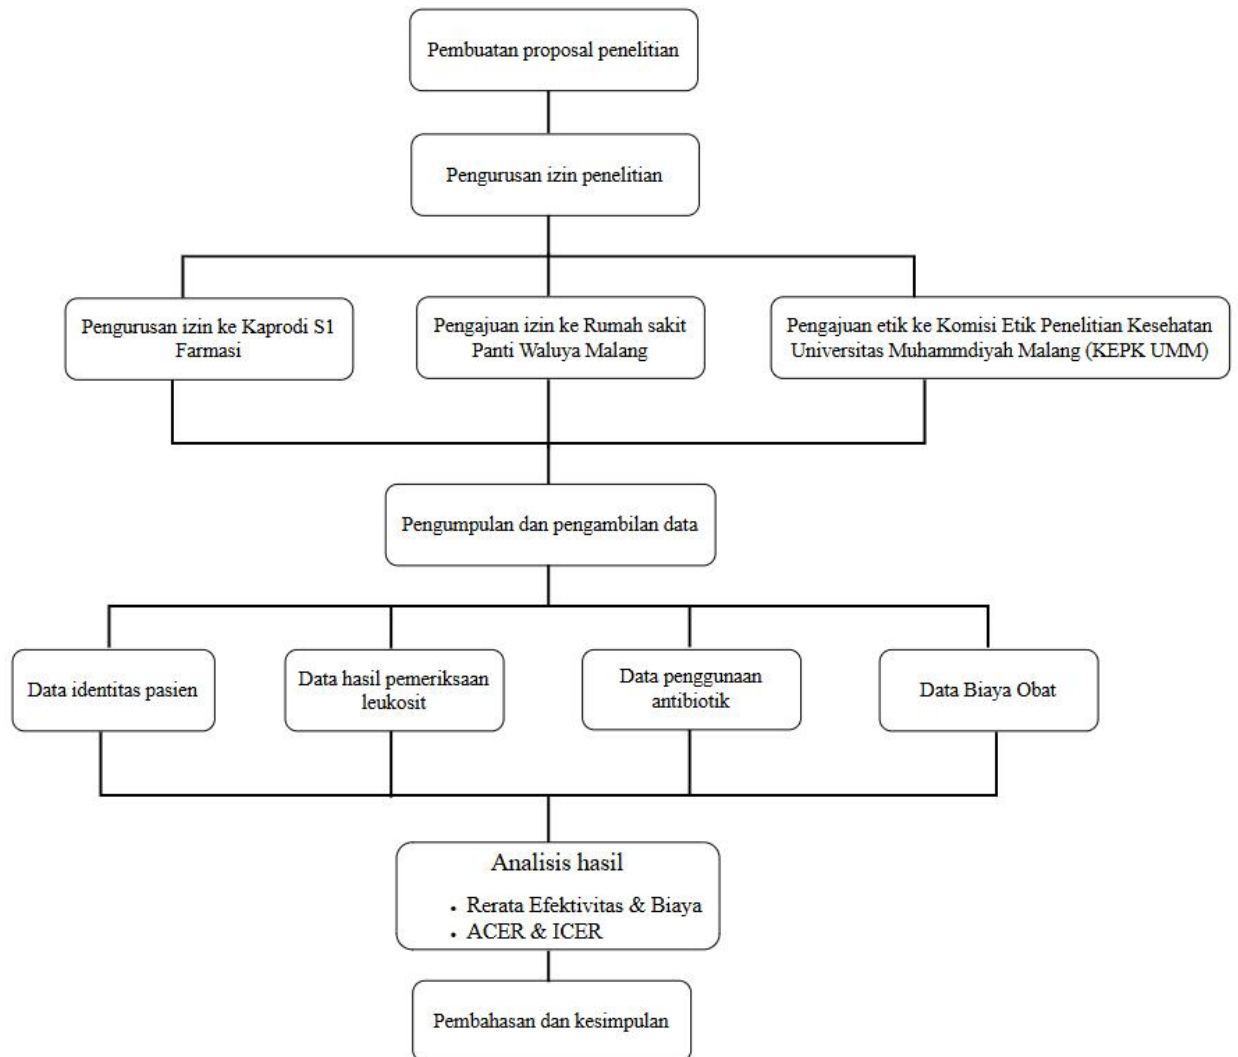 Pembuatan proposal penelitian
Pengurusan izin penelitian
Pengurusan izin ke Kaprodi S1
Farmasi
Pengajuan izin ke Rumah sakit
Panti Waluya Malang
Pengajuan etik ke Komisi Etik Penelitian Kesehatan
Universitas Muhammdiyah Malang (KEPK UMM)
Pengumpulan dan pengambilan data
Data identitas pasien
Data hasil pemeriksaan
leukosit
Data penggunaan
antibiotik
Data Biaya Obat
Analisis hasil
• Rerata Efektivitas & Biaya
• ACER & ICER
Pembahasan dan kesimpulan